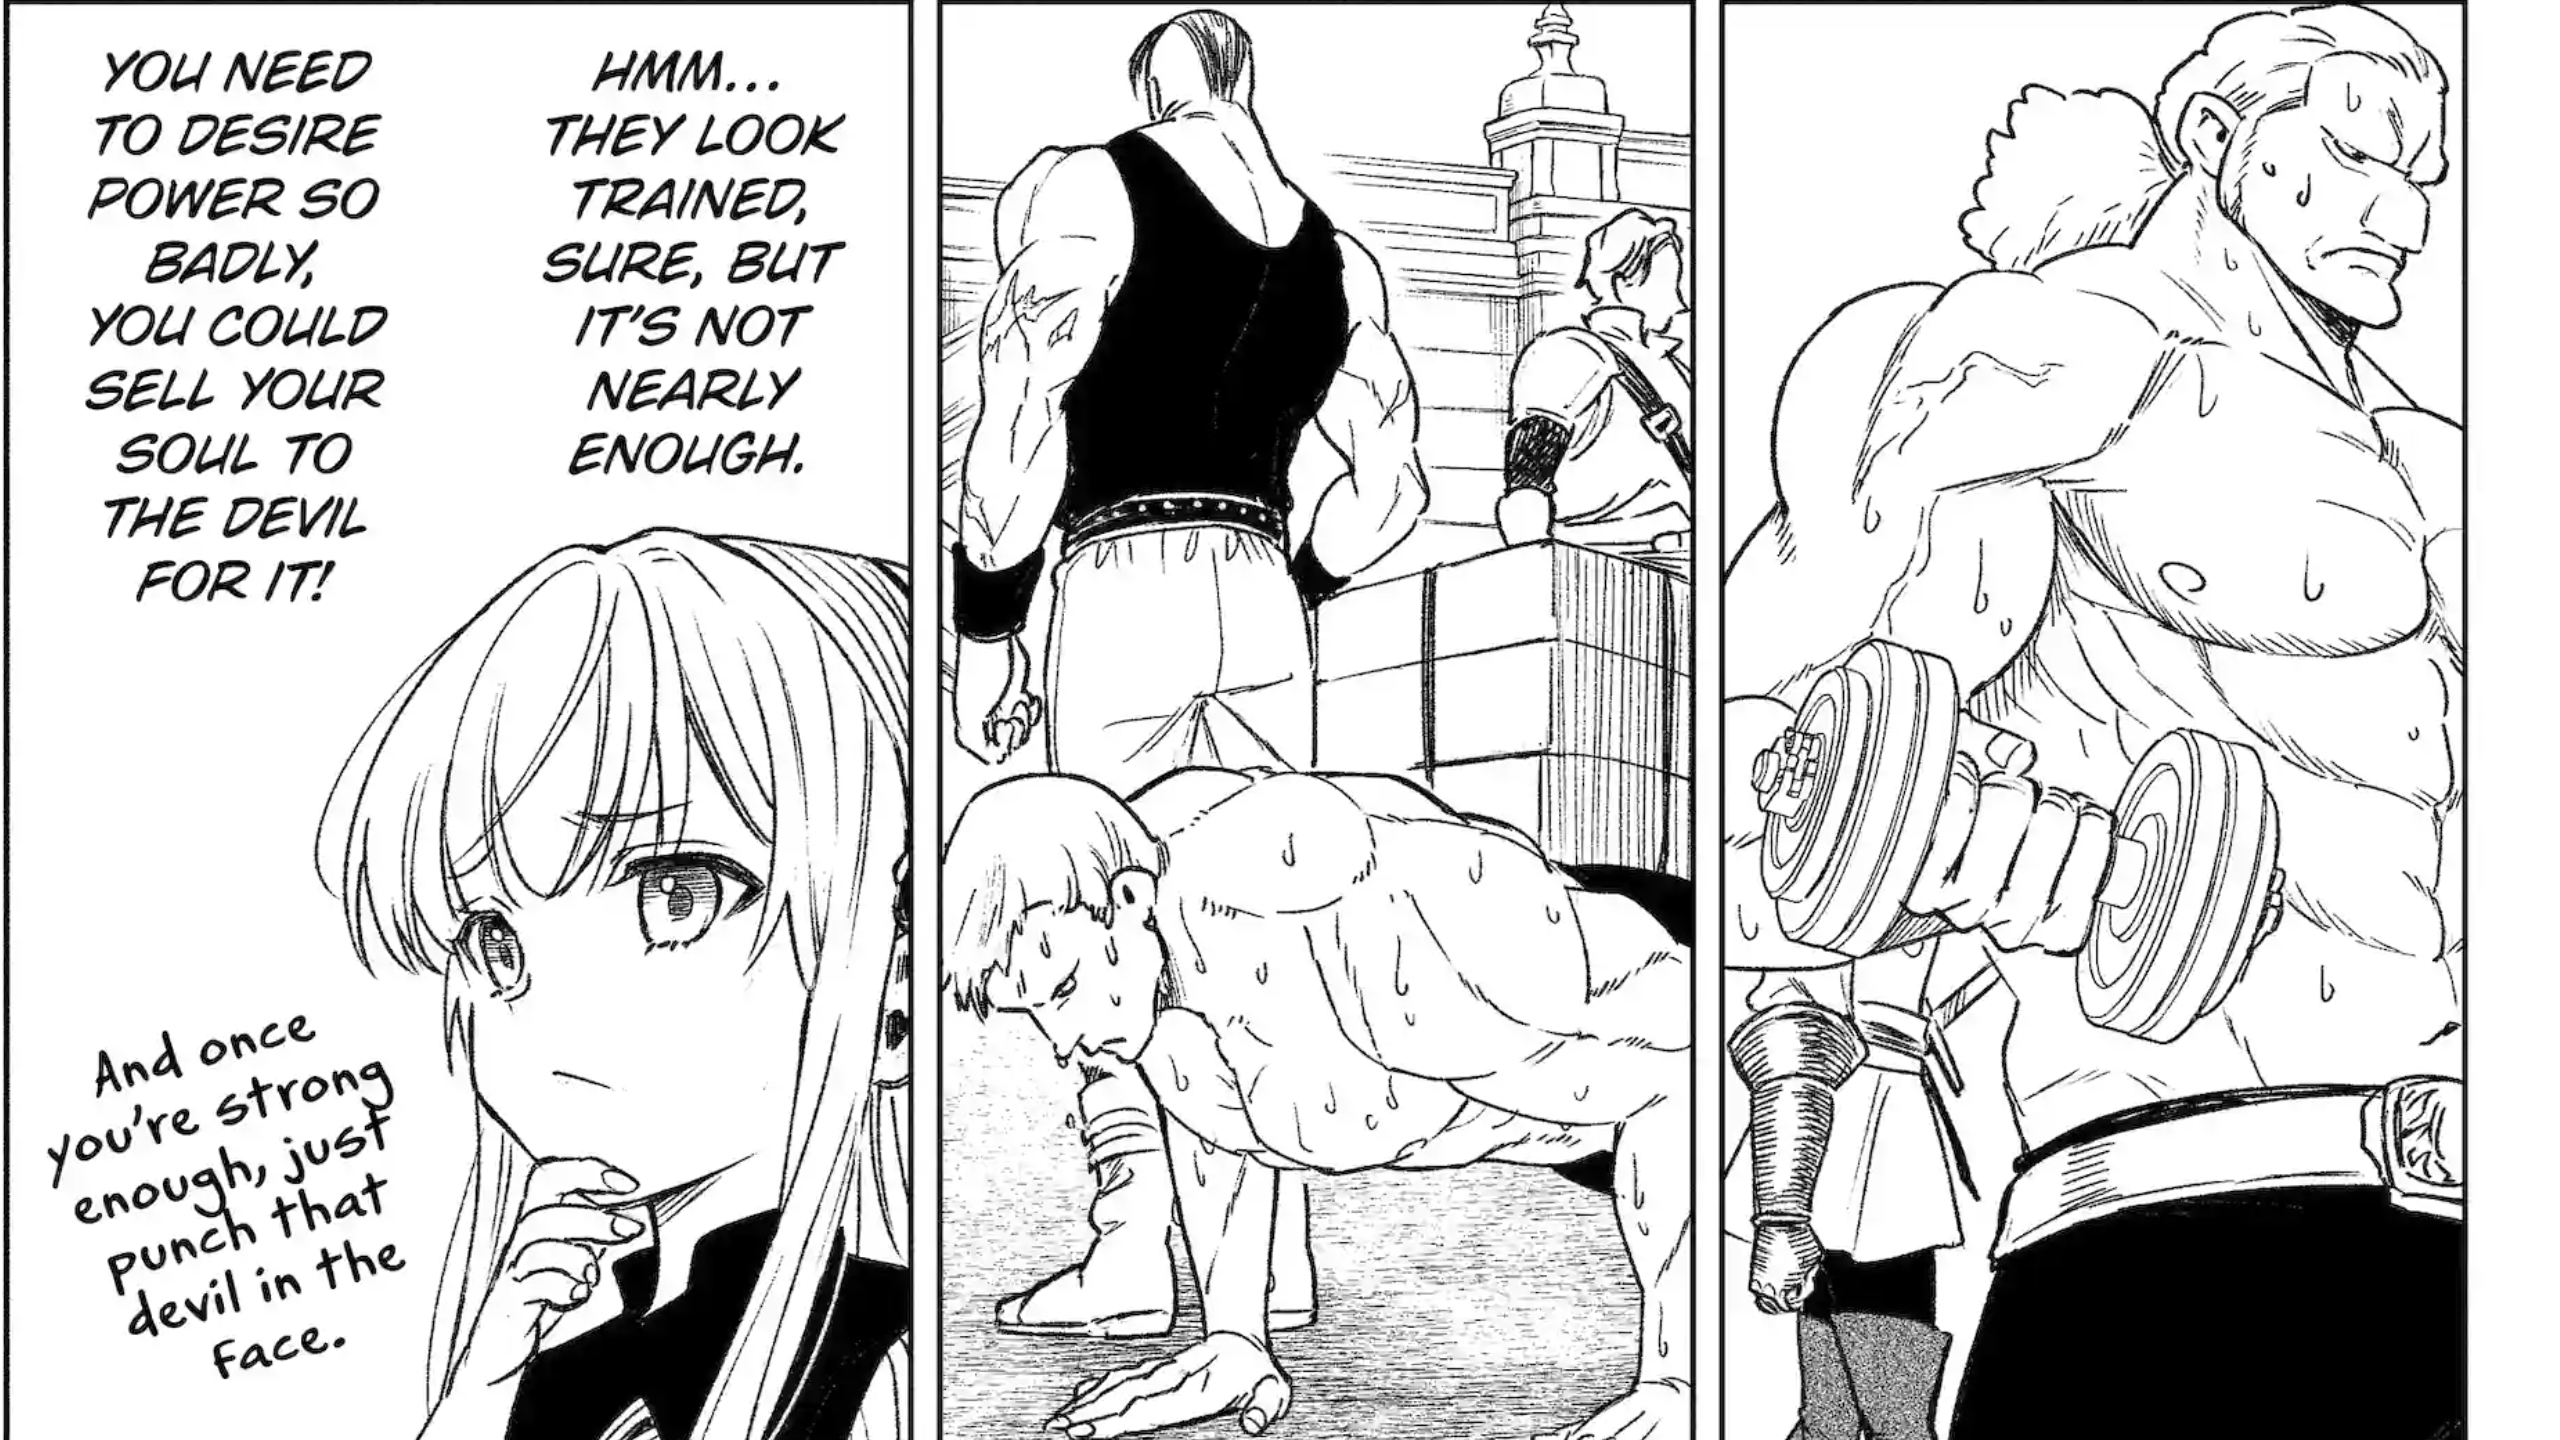 HMM...
THEY LOOK
TRAINED,
SURE, BUT
IT'S NOT
NEARLY
ENOUGH.
YOU NEED
TO DESIRE
POWER SO
BADLY,
YOU COULD
SELL YOUR
SOUL TO
THE DEVIL
FOR IT!
And once
you're strong
enough, just
punch that
devil in the
face.